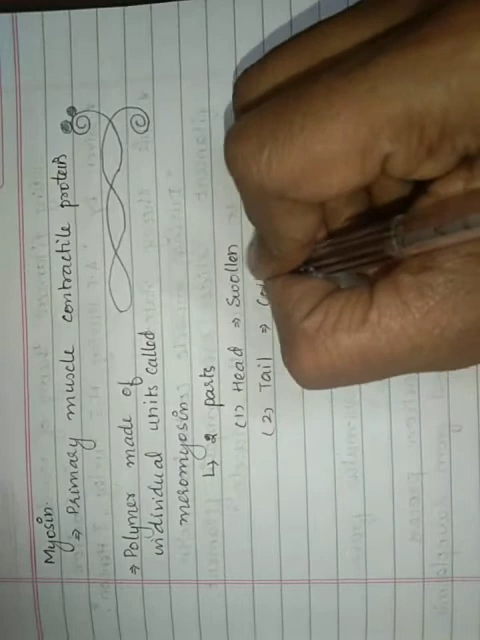 Myosin.
⇒ Primary muscle contractile protein
⇒ Polymer made of
individual units called
meromyosin
↳ 2 parts
(1) Head ⇒ Swollen
(2) Tail ⇒